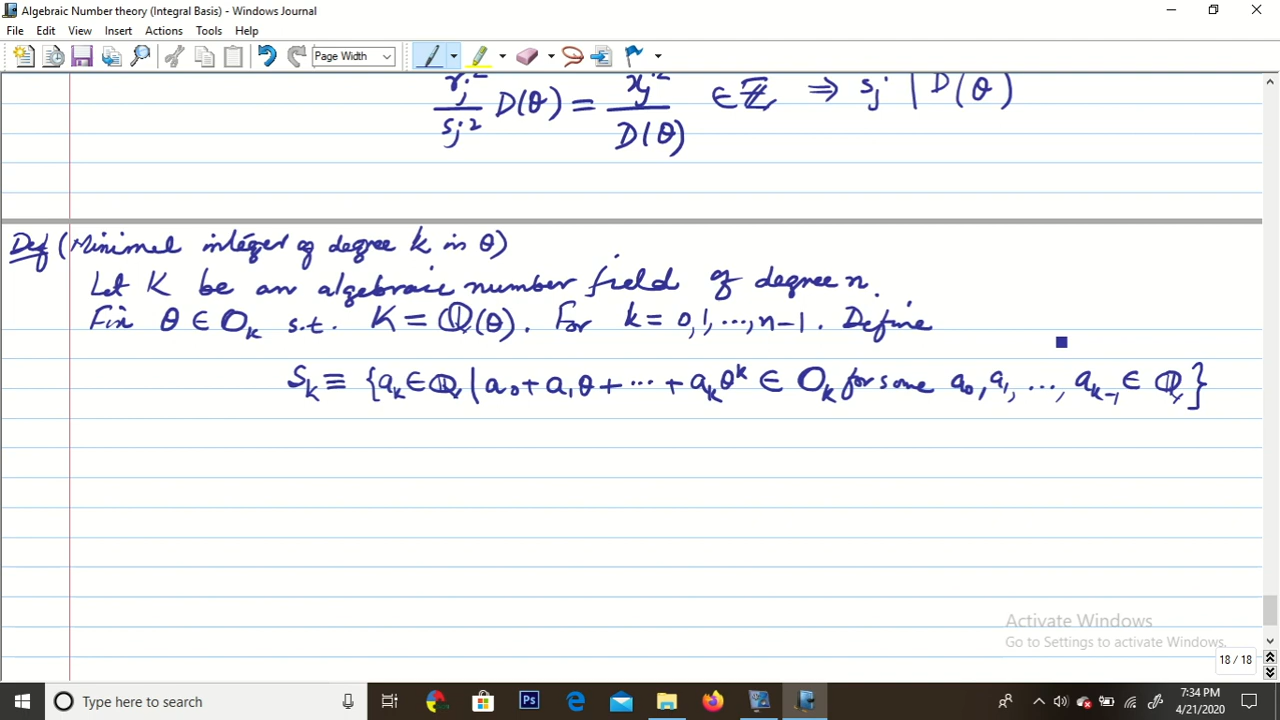 Algebraic Number theory (Integral Basis) - Windows Journal
File Edit View Insert Actions Tools Help
Page Width
r_j^2/s_j^2 D(θ) = x_j^2/D(θ) ∈ ℤ ⇒ s_j | D(θ)
Def (Minimal integer of degree k in θ)
Let K be an algebraic number field of degree n.
Fix θ ∈ O_K s.t. K = ℚ(θ). For k = 0,1,...,n-1. Define
S_k ≡ {a_k ∈ ℚ | a_0 + a_1θ + ... + a_kθ^k ∈ O_K for some a_0, a_1, ..., a_{k-1} ∈ ℚ}
Activate Windows
Go to Settings to activate Windows.
18 / 18
Type here to search
Ps
7:34 PM
4/21/2020